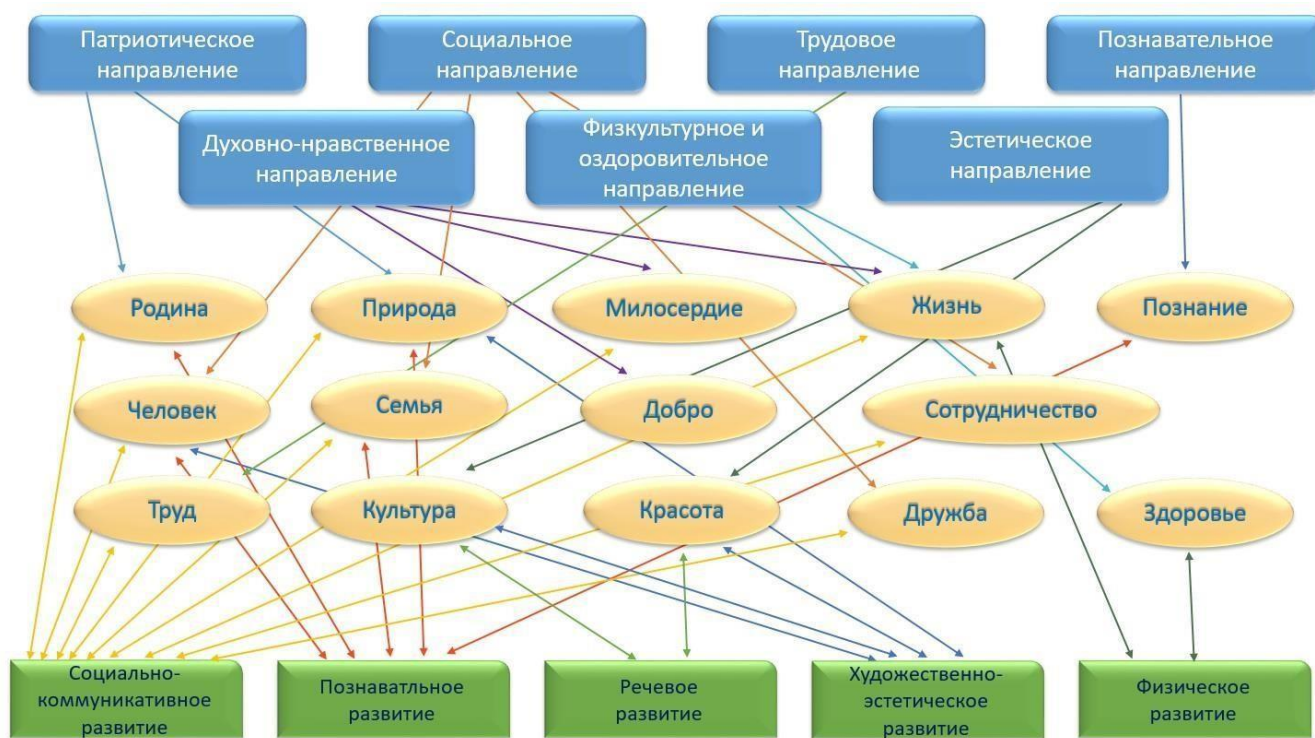 Патриотическое
направление
Социальное
направление
Трудовое
направление
Познавательное
направление
Духовно-нравственное
направление
Физкультурное и
оздоровительное
направление
Эстетическое
направление
Родина
Природа
Милосердие
Жизнь
Познание
Человек
Семья
Добро
Сотрудничество
Труд
Культура
Красота
Дружба
Здоровье
Социально-
коммуникативное
развитие
Познаватльное
развитие
Речевое
развитие
Художественно-
эстетическое
развитие
Физическое
развитие